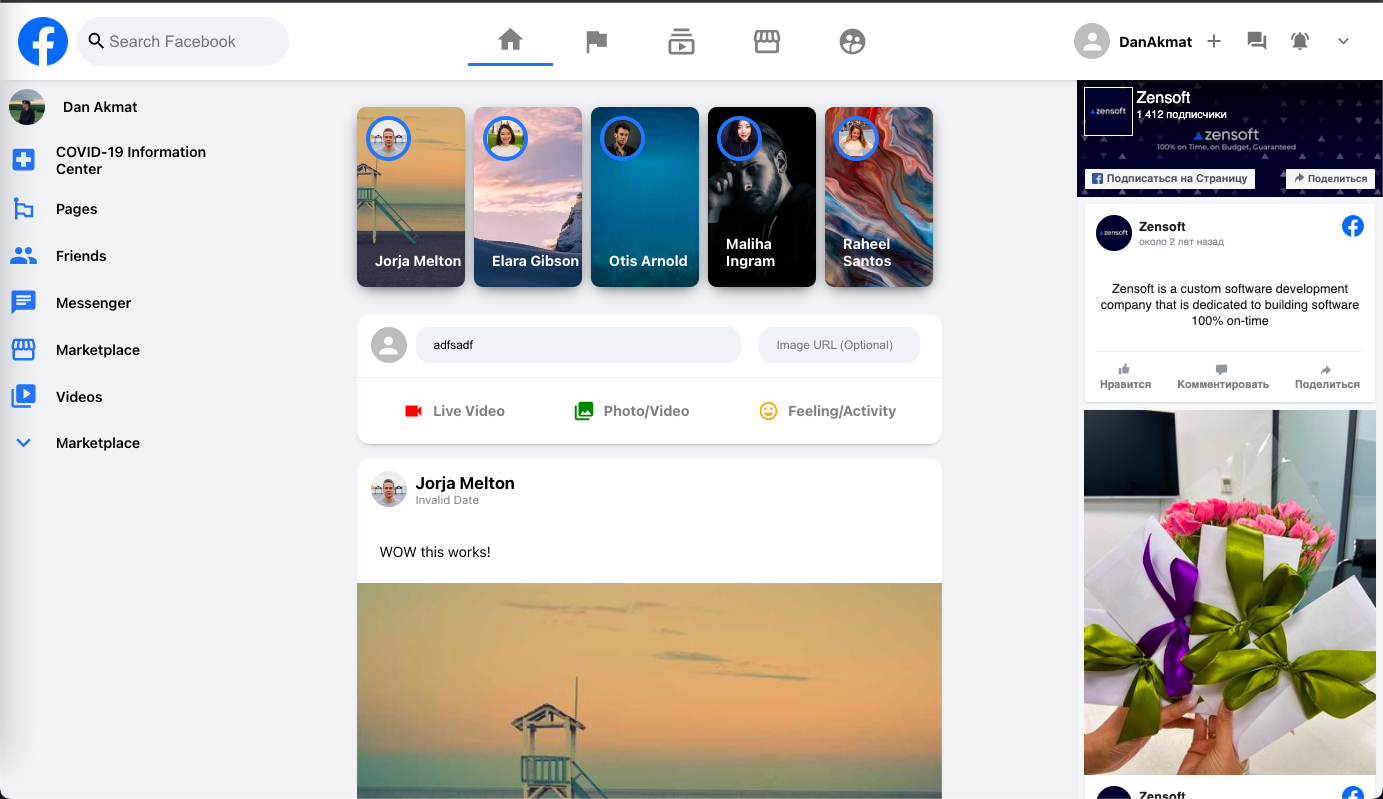 Search Facebook
DanAkmat
Dan Akmat
COVID-19 Information
Center
Pages
Friends
Messenger
Marketplace
Videos
Marketplace
Jorja Melton
Elara Gibson
Otis Arnold
Maliha
Ingram
Raheel
Santos
adfsadf
Image URL (Optional)
Live Video
Photo/Video
Feeling/Activity
Jorja Melton
Invalid Date
WOW this works!
zensoft
Zensoft
1 412 подписчики
zensoft
100% on Time, on Budget, Guaranteed
Подписаться на Страницу
Поделиться
zensoft
Zensoft
около 2 лет назад
Zensoft is a custom software development
company that is dedicated to building software
100% on-time
Нравится
Комментировать
Поделиться
Zensoft